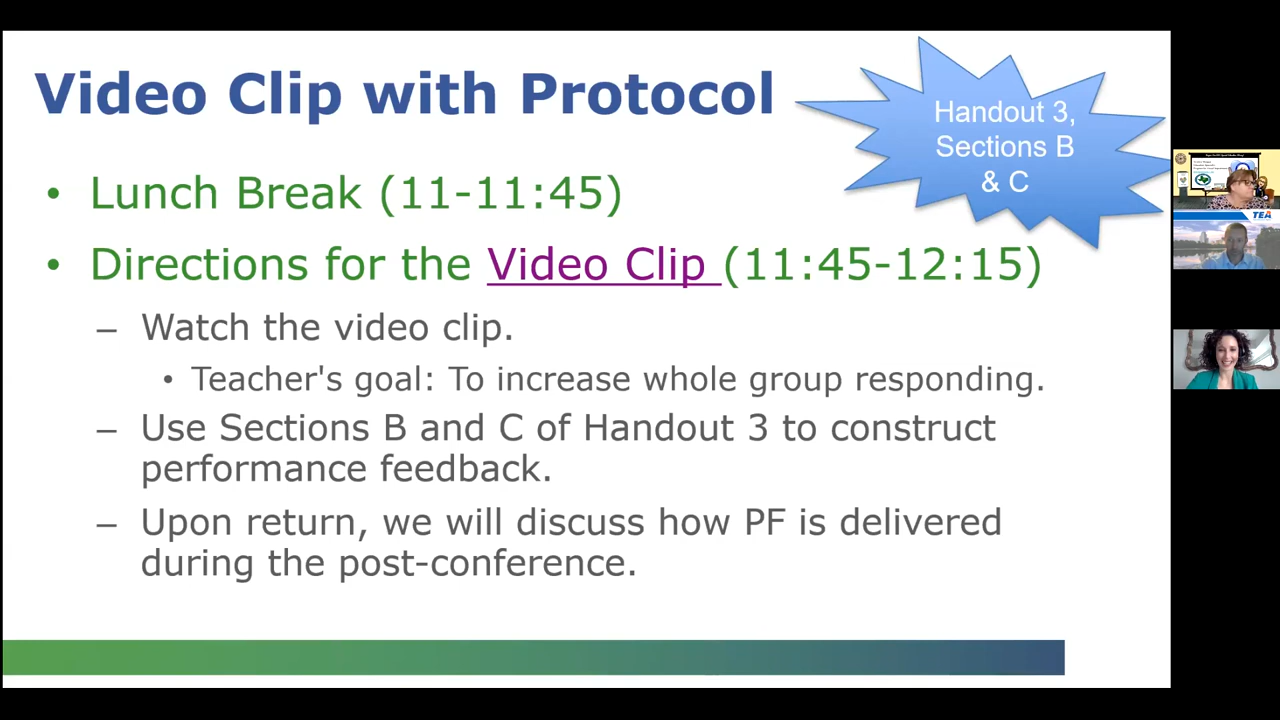 Video Clip with Protocol
Handout 3,
Sections B
& C
• Lunch Break (11-11:45)
• Directions for the Video Clip (11:45-12:15)
– Watch the video clip.
• Teacher's goal: To increase whole group responding.
– Use Sections B and C of Handout 3 to construct
performance feedback.
– Upon return, we will discuss how PF is delivered
during the post-conference.
TEA